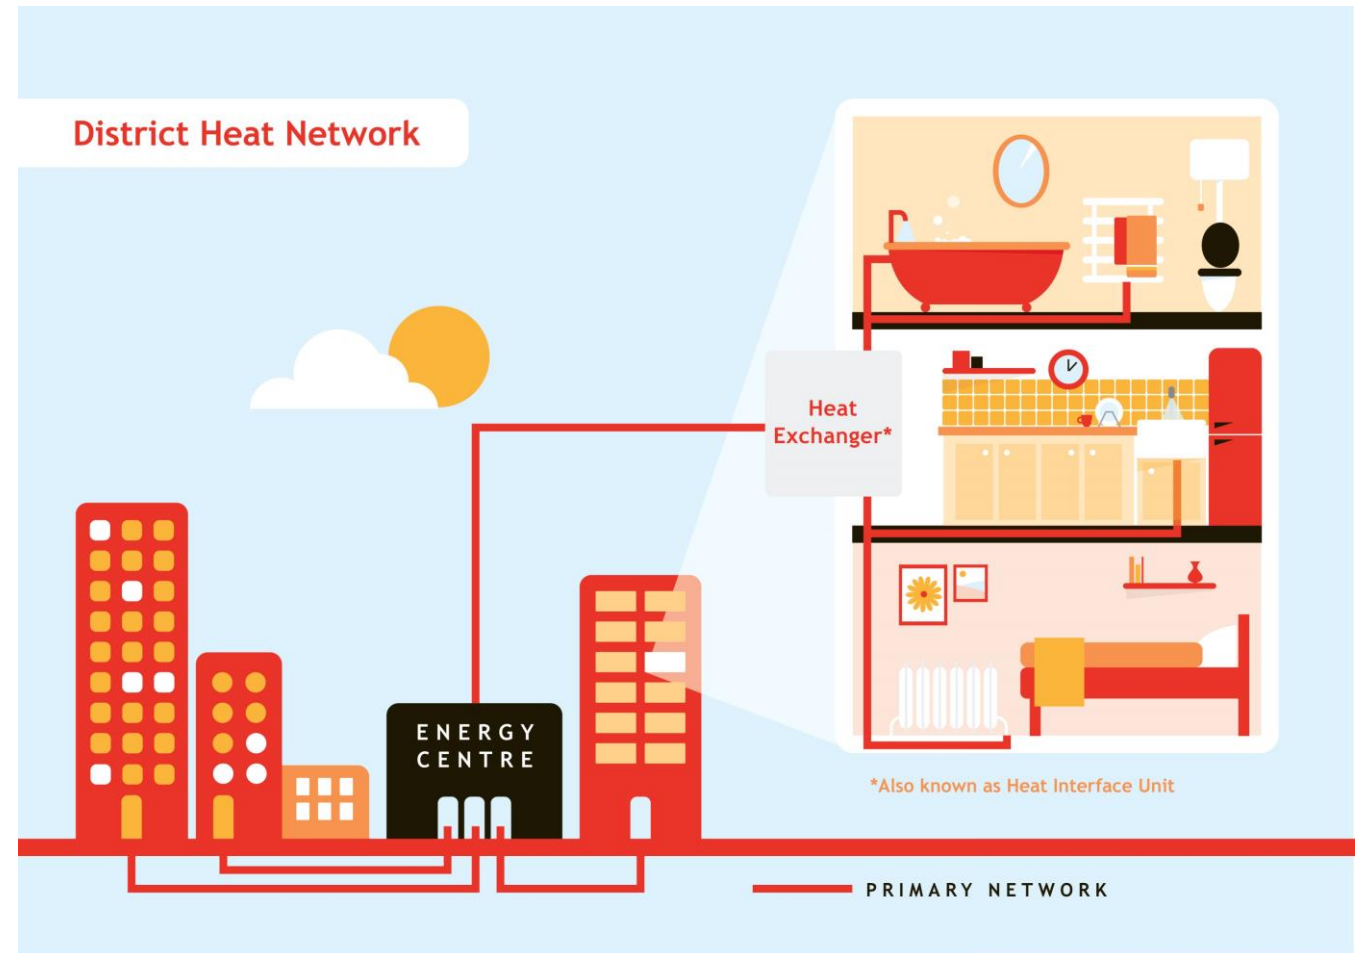 District Heat Network
Heat
Exchanger*
ENERGY
CENTRE
*Also known as Heat Interface Unit
PRIMARY NETWORK